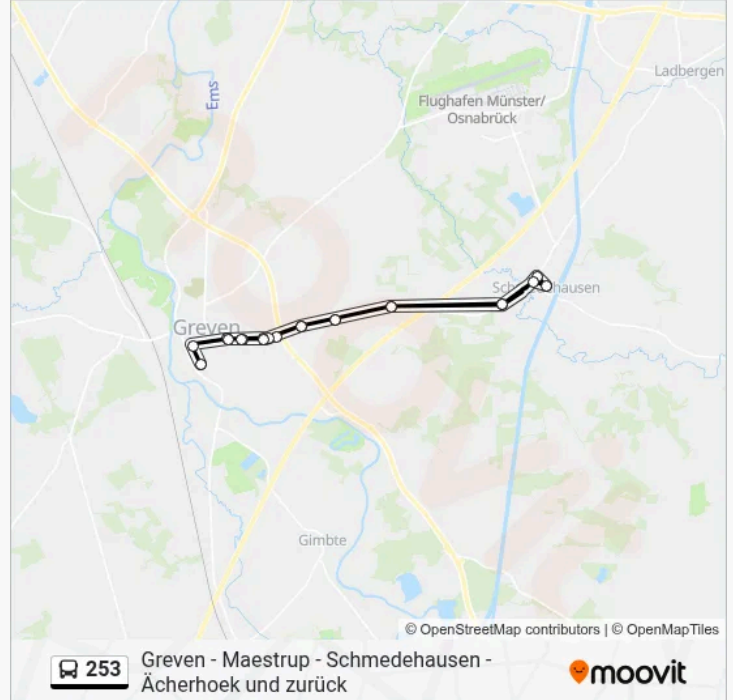 Ems
Ladbergen
Flughafen Münster/
Osnabrück
Greven
Gimbte
© OpenStreetMap contributors | © OpenMapTiles
253
Greven - Maestrup - Schmedehausen -
Ächerhoek und zurück
moovit